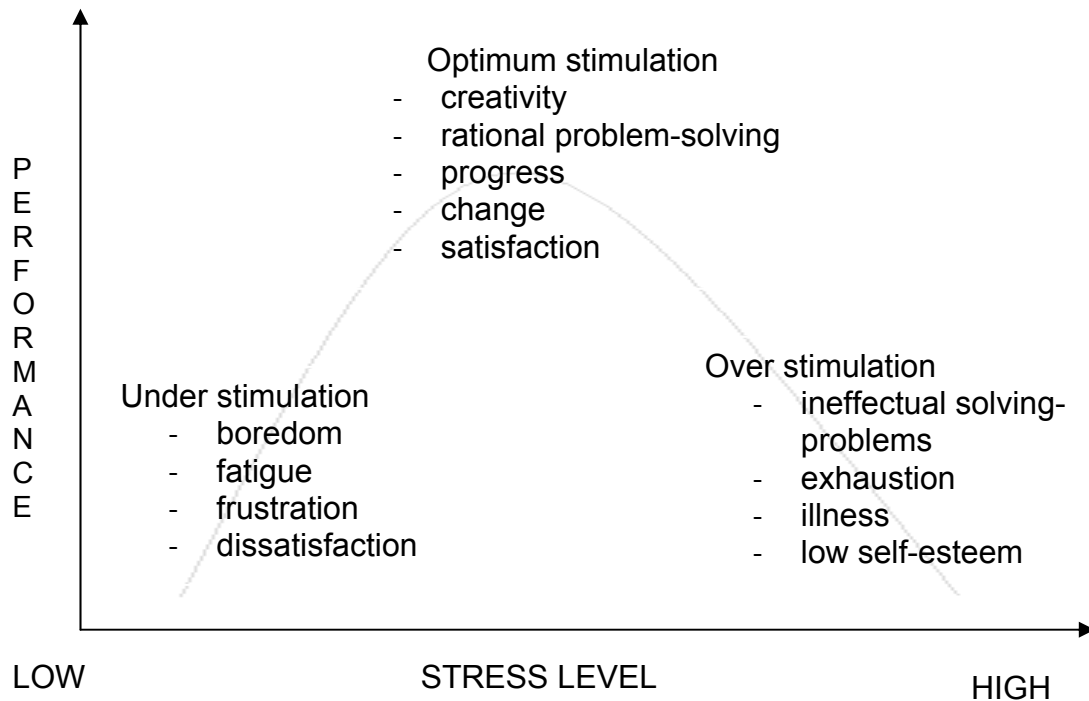 Optimum stimulation
- creativity
- rational problem-solving
- progress
- change
- satisfaction
PERFORMANCE
Under stimulation
- boredom
- fatigue
- frustration
- dissatisfaction
Over stimulation
- ineffectual solving-
problems
- exhaustion
- illness
- low self-esteem
LOW STRESS LEVEL HIGH